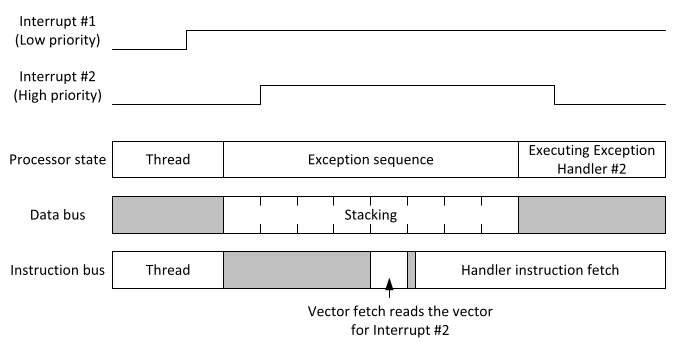 Interrupt #1
(Low priority)
Interrupt #2
(High priority)
Processor state
Thread
Exception sequence
Executing Exception
Handler #2
Data bus
Stacking
Instruction bus
Thread
Handler instruction fetch
Vector fetch reads the vector
for Interrupt #2